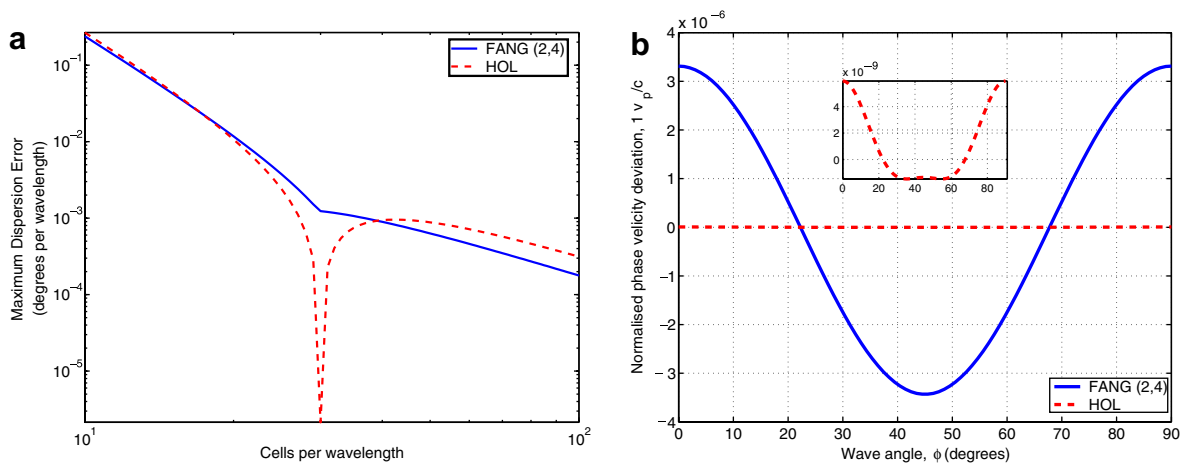 a
10^−1
10^−2
10^−3
10^−4
10^−5
10^1
10^2
Maximum Dispersion Error
(degrees per wavelength)
Cells per wavelength
FANG (2,4)
HOL
b
x 10^−6
4
3
2
1
0
−1
−2
−3
−4
0
10
20
30
40
50
60
70
80
90
Normalised phase velicity deviation, 1 v_p/c
Wave angle, ϕ (degrees)
x 10^−9
4
2
0
0
20
40
60
80
FANG (2,4)
HOL